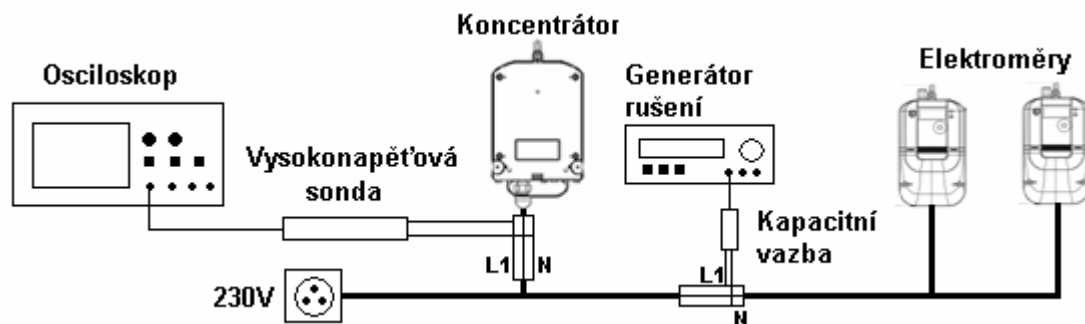 Koncentrátor
Osciloskop
Generátor
rušení
Elektroměry
Vysokonapěťová
sonda
Kapacitní
vazba
L1
N
L1
230V
N